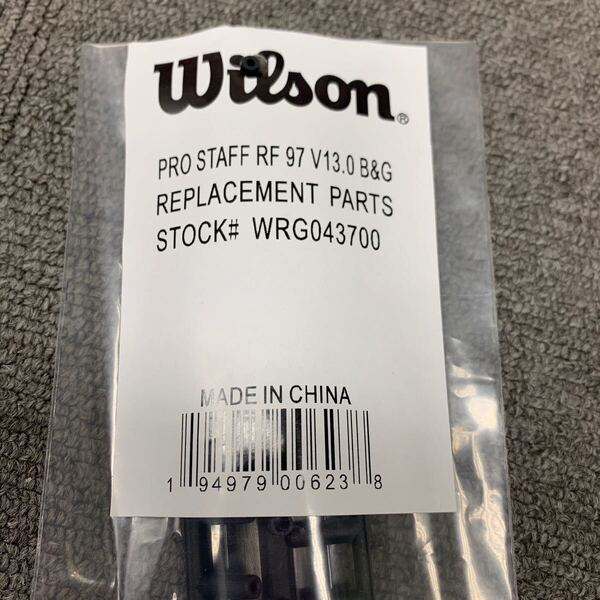 Wilson®
PRO STAFF RF 97 V13.0 B&G
REPLACEMENT PARTS
STOCK# WRG043700
MADE IN CHINA
1 94979 00623 8